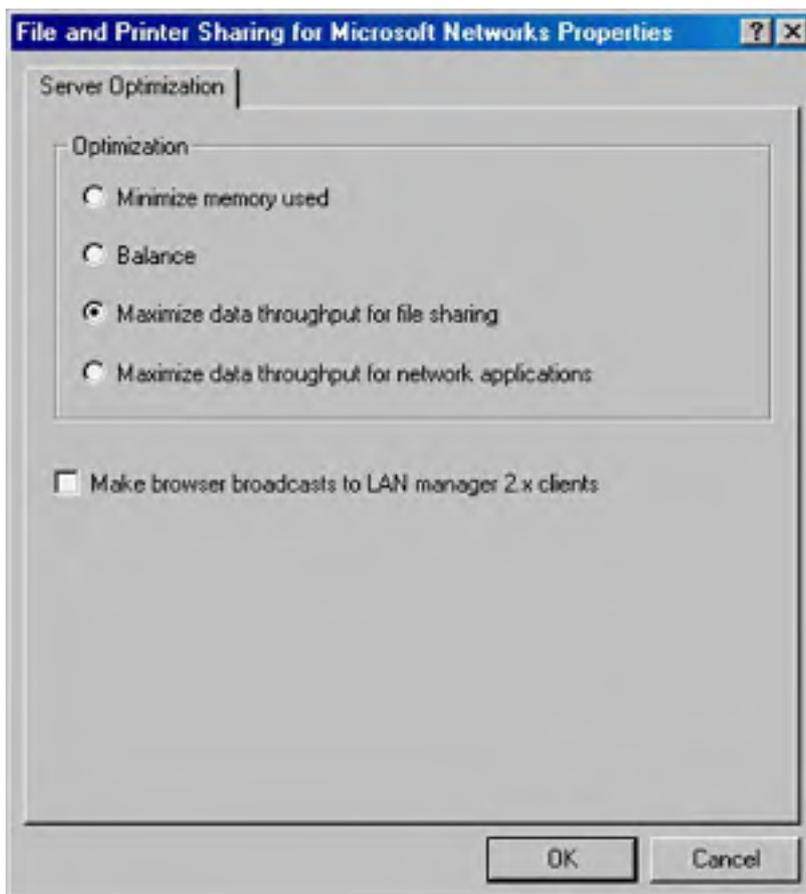 File and Printer Sharing for Microsoft Networks Properties
Server Optimization
Optimization
Minimize memory used
Balance
Maximize data throughput for file sharing
Maximize data throughput for network applications
Make browser broadcasts to LAN manager 2.x clients
OK
Cancel